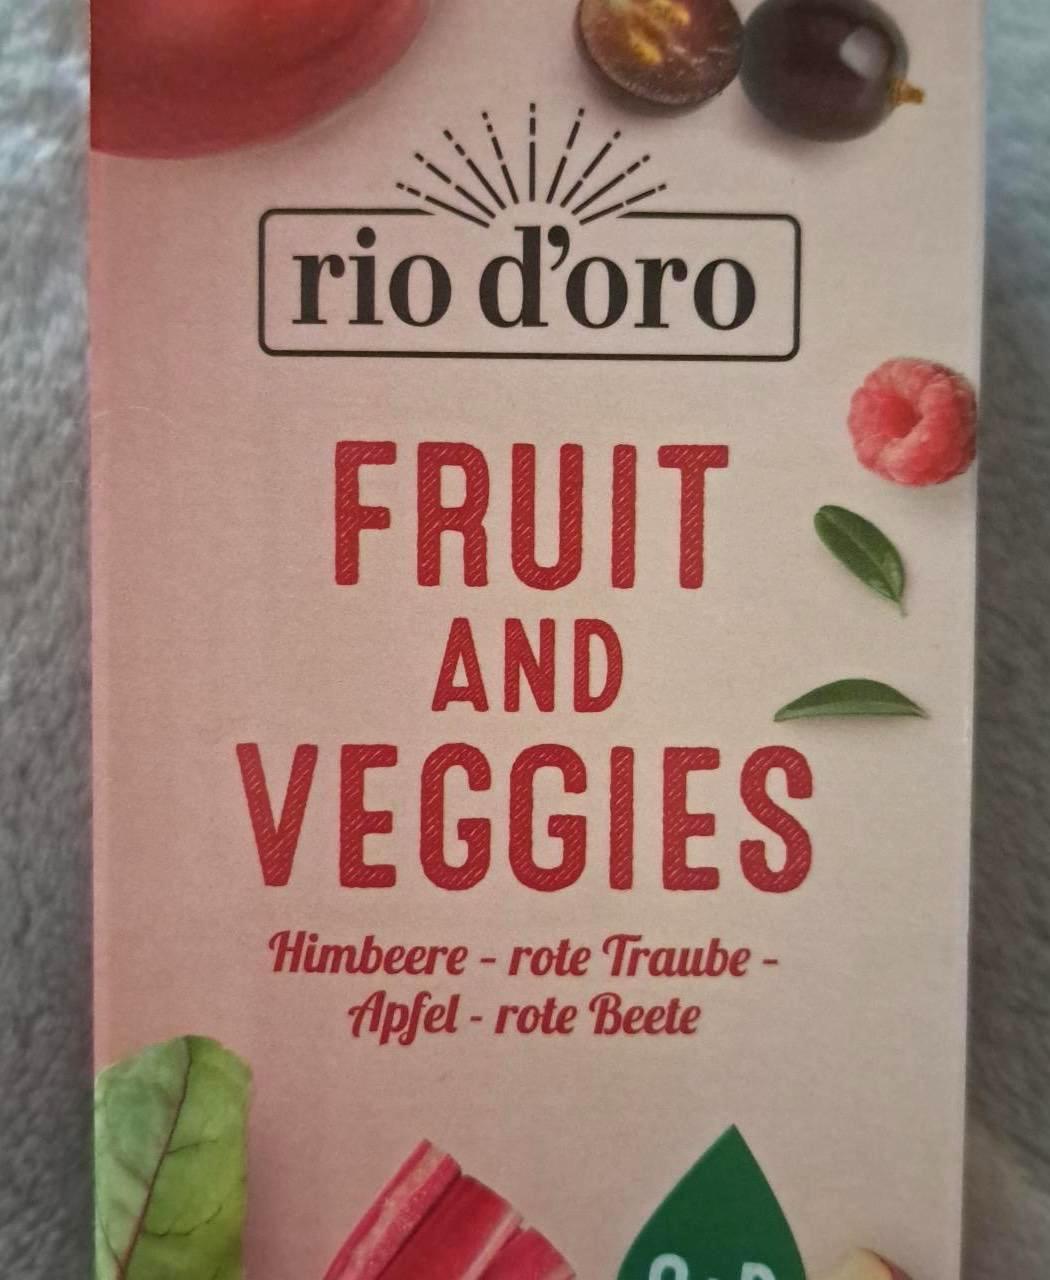 rio d'oro
FRUIT
AND
VEGGIES
Himbeere – rote Traube –
Apfel - rote Beete